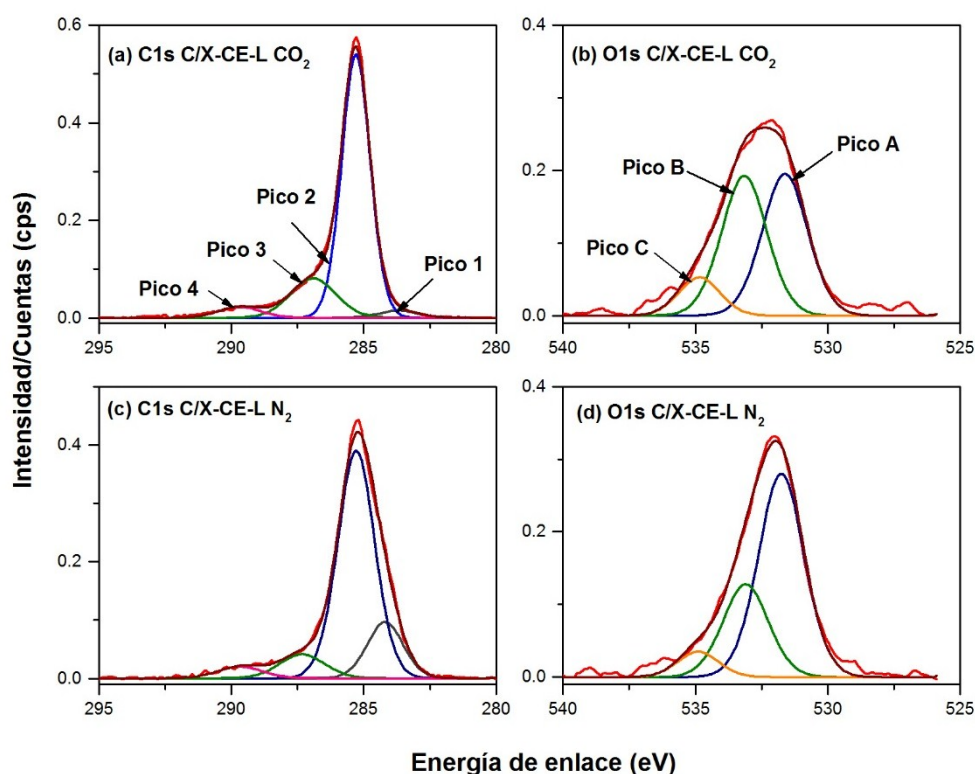 Intensidad/Cuentas (cps)
(a) C1s C/X-CE-L CO₂
0.6
0.4
0.2
0.0
Pico 2
Pico 3
Pico 4
Pico 1
295
290
285
280
(b) O1s C/X-CE-L CO₂
0.4
0.2
0.0
Pico A
Pico B
Pico C
540
535
530
525
(c) C1s C/X-CE-L N₂
0.4
0.2
0.0
295
290
285
280
(d) O1s C/X-CE-L N₂
0.4
0.2
0.0
540
535
530
525
Energía de enlace (eV)